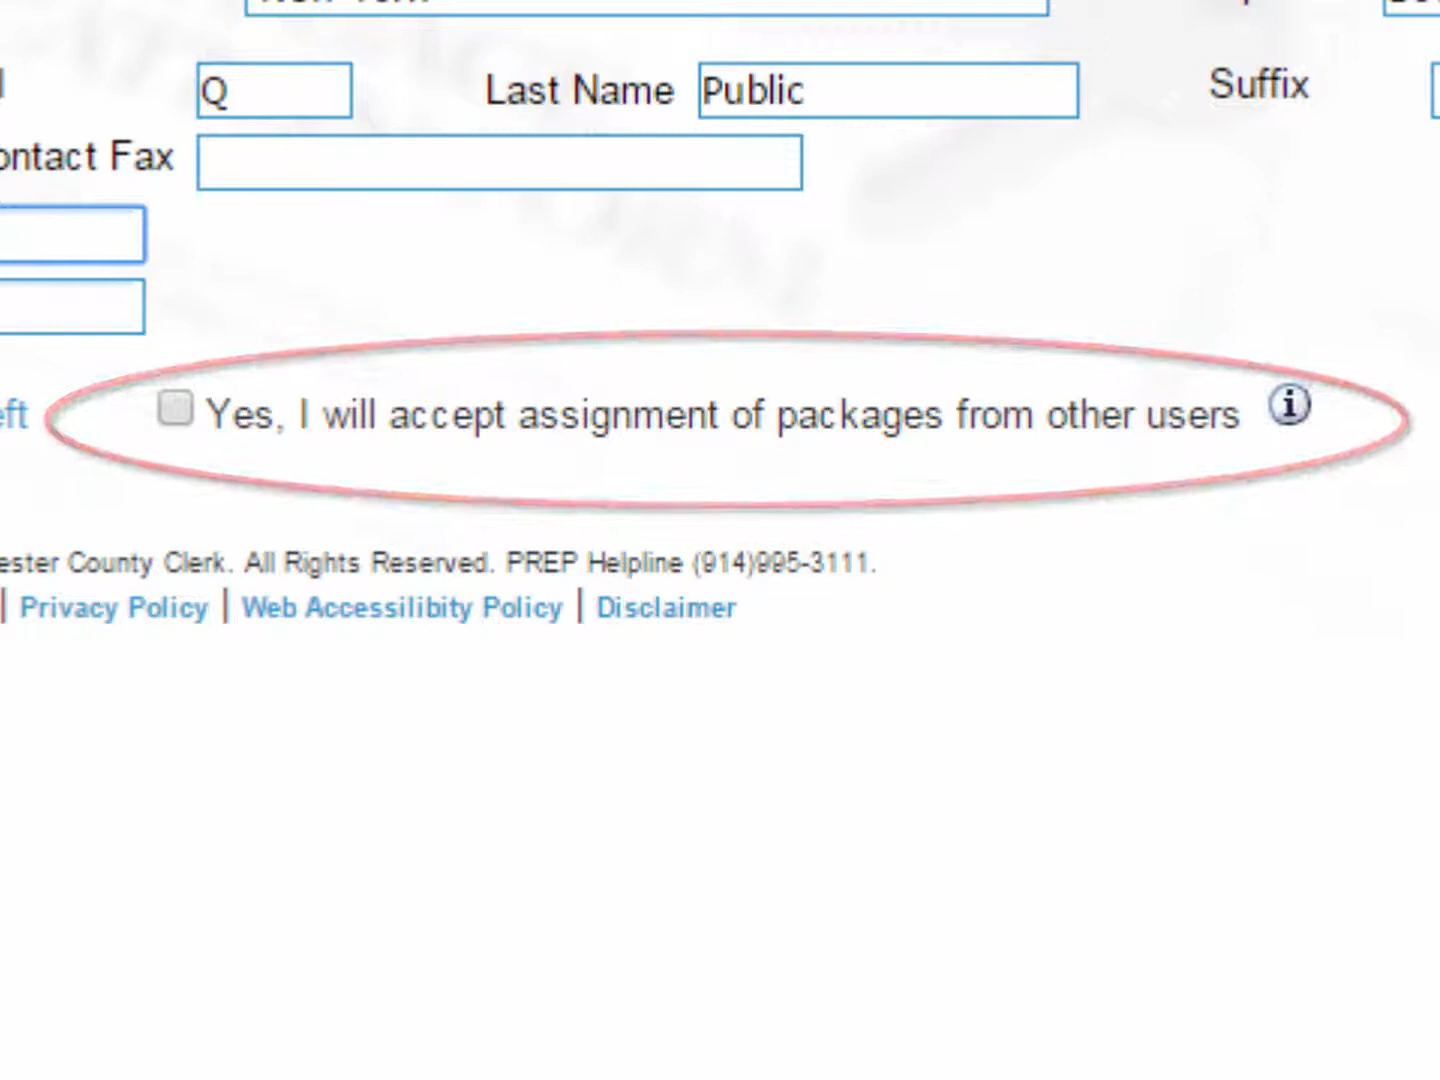 Q Last Name Public Suffix
ontact Fax
eft Yes, I will accept assignment of packages from other users i
ester County Clerk. All Rights Reserved. PREP Helpline (914)995-3111.
| Privacy Policy | Web Accessilibity Policy | Disclaimer